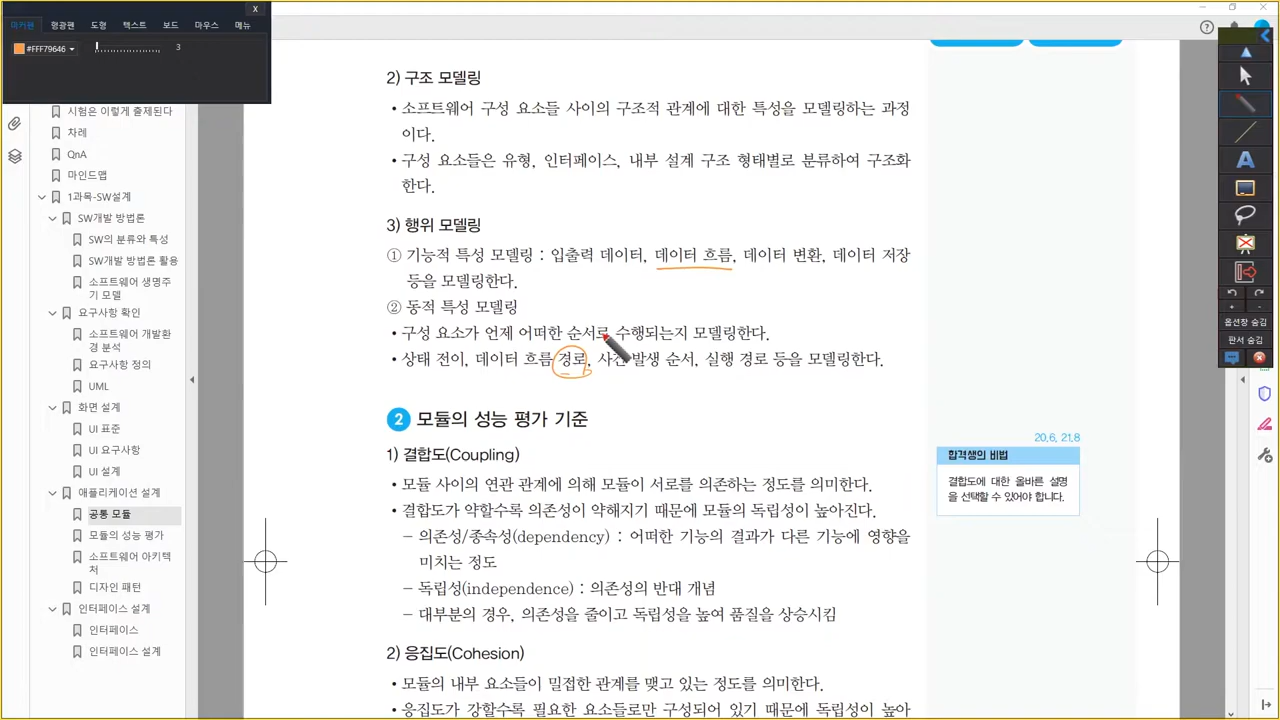 X
마커펜 형광펜 도형 텍스트 보드 마우스 메뉴
#FFF79646 3
시험은 이렇게 출제된다
차례
QnA
마인드맵
1과목-SW설계
SW개발 방법론
SW의 분류와 특성
SW개발 방법론 활용
소프트웨어 생명주
기 모델
요구사항 확인
소프트웨어 개발환
경 분석
요구사항 정의
UML
화면 설계
UI 표준
UI 요구사항
UI 설계
애플리케이션 설계
공통 모듈
모듈의 성능 평가
소프트웨어 아키텍
처
디자인 패턴
인터페이스 설계
인터페이스
인터페이스 설계
2) 구조 모델링
• 소프트웨어 구성 요소들 사이의 구조적 관계에 대한 특성을 모델링하는 과정
이다.
• 구성 요소들은 유형, 인터페이스, 내부 설계 구조 형태별로 분류하여 구조화
한다.
3) 행위 모델링
① 기능적 특성 모델링 : 입출력 데이터, 데이터 흐름, 데이터 변환, 데이터 저장
등을 모델링한다.
② 동적 특성 모델링
• 구성 요소가 언제 어떠한 순서로 수행되는지 모델링한다.
• 상태 전이, 데이터 흐름 경로, 사건 발생 순서, 실행 경로 등을 모델링한다.
2 모듈의 성능 평가 기준
1) 결합도(Coupling)
• 모듈 사이의 연관 관계에 의해 모듈이 서로를 의존하는 정도를 의미한다.
• 결합도가 약할수록 의존성이 약해지기 때문에 모듈의 독립성이 높아진다.
– 의존성/종속성(dependency) : 어떠한 기능의 결과가 다른 기능에 영향을
미치는 정도
– 독립성(independence) : 의존성의 반대 개념
– 대부분의 경우, 의존성을 줄이고 독립성을 높여 품질을 상승시킴
2) 응집도(Cohesion)
• 모듈의 내부 요소들이 밀접한 관계를 맺고 있는 정도를 의미한다.
• 응집도가 강할수록 필요한 요소들로만 구성되어 있기 때문에 독립성이 높아
20.6, 21.8
합격생의 비법
결합도에 대한 올바른 설명
을 선택할 수 있어야 합니다.
A
옵션창 숨김
판서 숨김